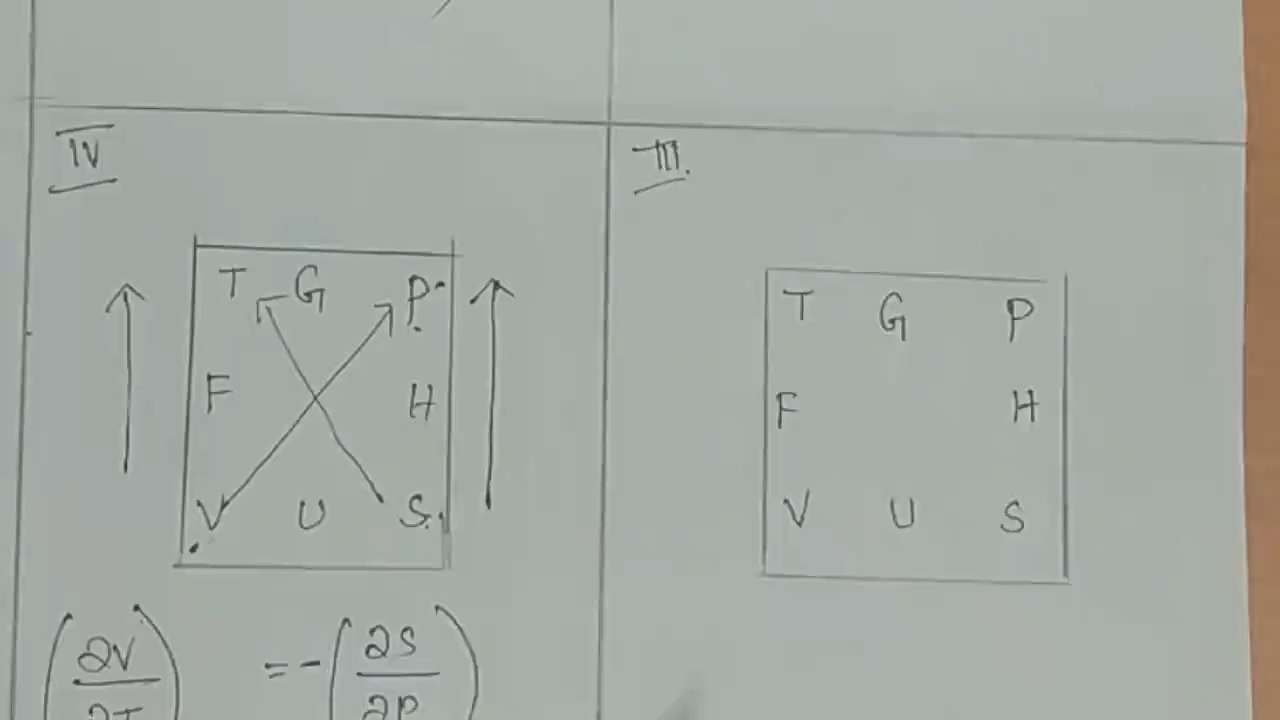 IV
T G P
F H
V U S
(∂V/∂T) = -(∂S/∂P)
III.
T G P
F H
V U S